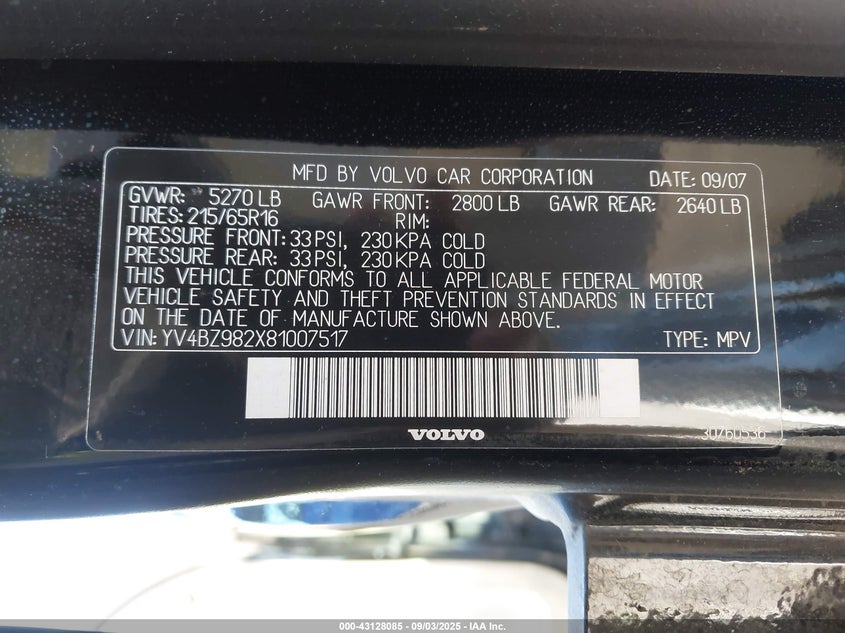 MFD BY VOLVO CAR CORPORATION DATE: 09/07
GVWR: 5270 LB GAWR FRONT: 2800 LB GAWR REAR: 2640 LB
TIRES: 215/65R16 RIM:
PRESSURE FRONT: 33 PSI, 230 KPA COLD
PRESSURE REAR: 33 PSI, 230 KPA COLD
THIS VEHICLE CONFORMS TO ALL APPLICABLE FEDERAL MOTOR
VEHICLE SAFETY AND THEFT PREVENTION STANDARDS IN EFFECT
ON THE DATE OF MANUFACTURE SHOWN ABOVE.
VIN: YV4BZ982X81007517 TYPE: MPV
VOLVO
30760536
000-43128085 - 09/03/2025 - IAA Inc.